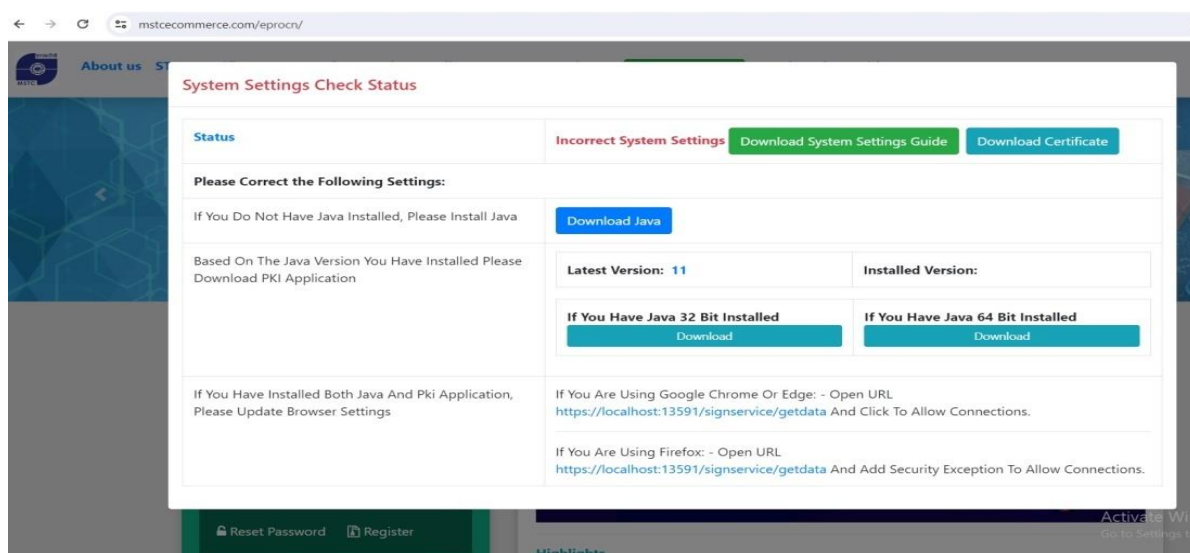 mstcecommerce.com/eprocn/
MSTC
About us ST
System Settings Check Status
Status
Incorrect System Settings Download System Settings Guide Download Certificate
Please Correct the Following Settings:
If You Do Not Have Java Installed, Please Install Java
Download Java
Based On The Java Version You Have Installed Please
Download PKI Application
Latest Version: 11 Installed Version:
If You Have Java 32 Bit Installed If You Have Java 64 Bit Installed
Download Download
If You Have Installed Both Java And Pki Application,
Please Update Browser Settings
If You Are Using Google Chrome Or Edge: - Open URL
https://localhost:13591/signservice/getdata And Click To Allow Connections.
If You Are Using Firefox: - Open URL
https://localhost:13591/signservice/getdata And Add Security Exception To Allow Connections.
Reset Password Register
Activate Wi
Go to Settings t
Highlights